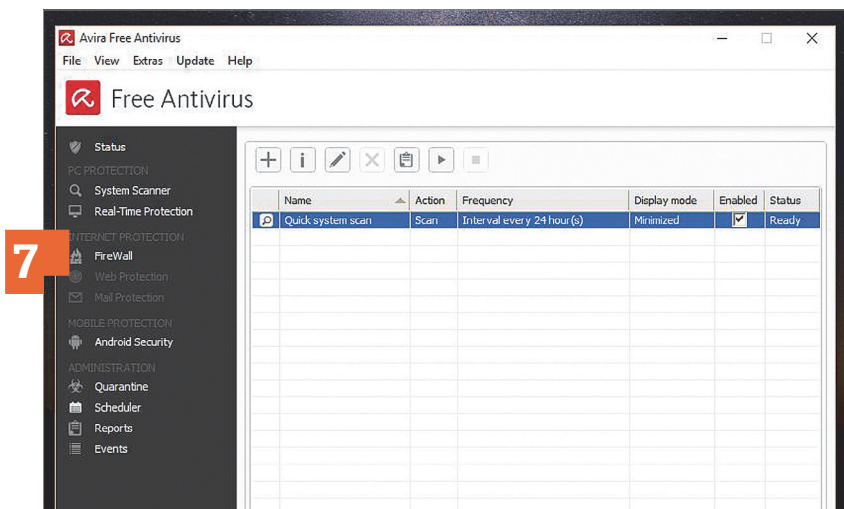 Avira Free Antivirus
File View Extras Update Help
Free Antivirus
Status
PC PROTECTION
System Scanner
Real-Time Protection
INTERNET PROTECTION
FireWall
Web Protection
Mail Protection
MOBILE PROTECTION
Android Security
ADMINISTRATION
Quarantine
Scheduler
Reports
Events
Name Action Frequency Display mode Enabled Status
Quick system scan Scan Interval every 24 hour(s) Minimized Ready
7